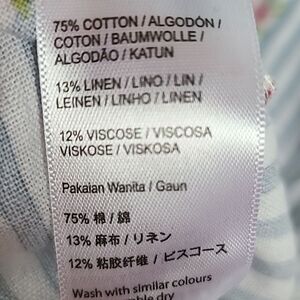 75% COTTON / ALGODÓN /
COTON / BAUMWOLLE /
ALGODÃO / KATUN
13% LINEN / LINO / LIN /
LEINEN / LINHO / LINEN
12% VISCOSE / VISCOSA
VISKOSE / VISKOSA
Pakaian Wanita / Gaun
75% 棉 / 綿
13% 麻布 / リネン
12% 粘胶纤维 / ビスコース
Wash with similar colours
dry